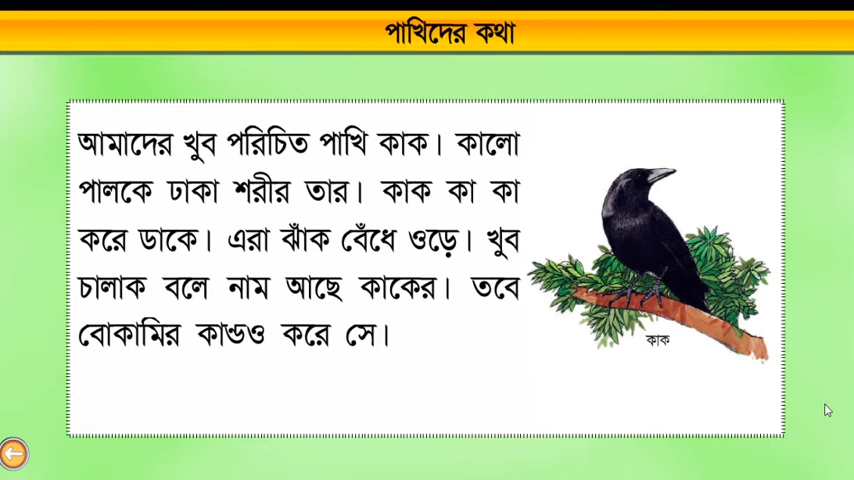 পাখিদের কথা
আমাদের খুব পরিচিত পাখি কাক। কালো
পালকে ঢাকা শরীর তার। কাক কা কা
করে ডাকে। এরা ঝাঁক বেঁধে ওড়ে। খুব
চালাক বলে নাম আছে কাকের। তবে
বোকামির কান্ডও করে সে।
কাক